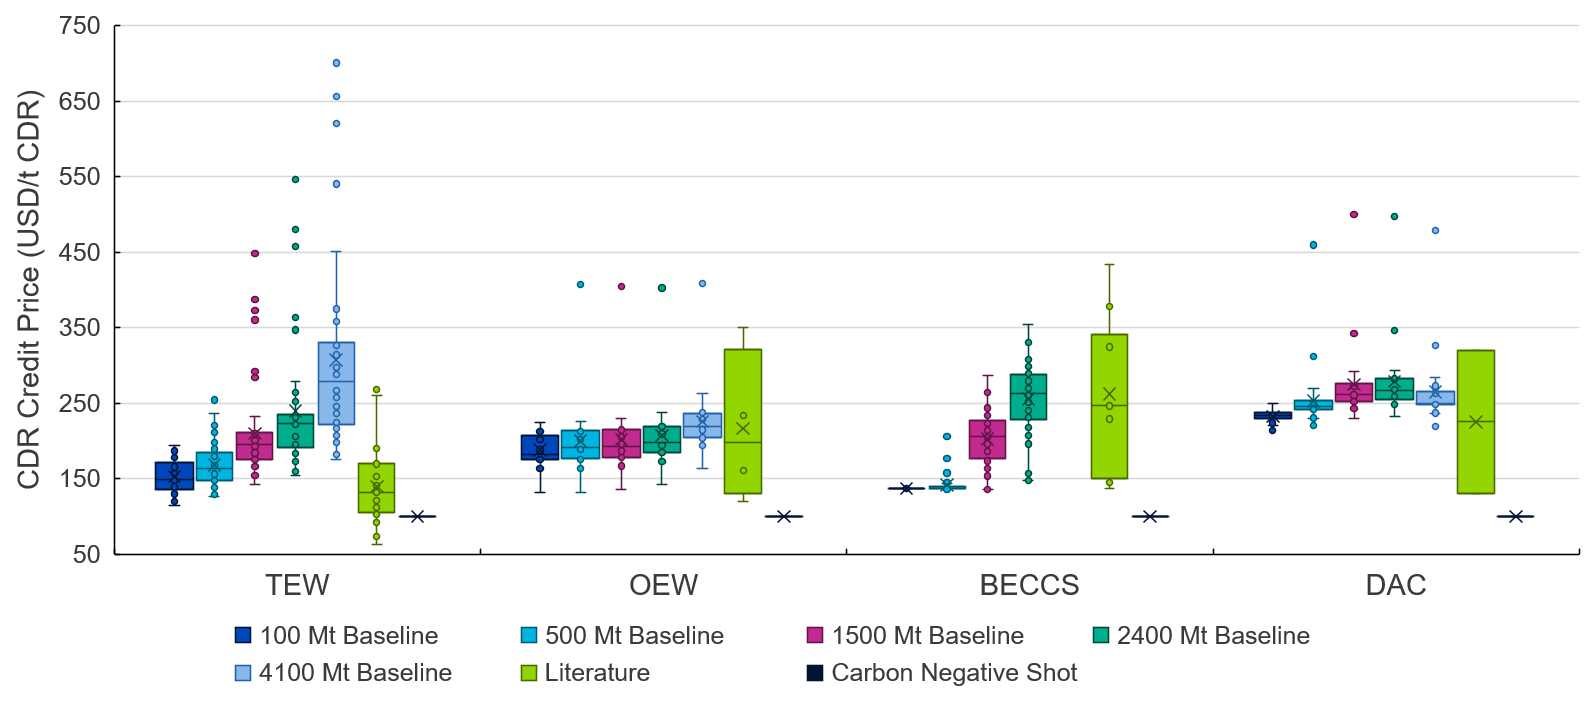 CDR Credit Price (USD/t CDR)
750
650
550
450
350
250
150
50
TEW OEW BECCS DAC
100 Mt Baseline 500 Mt Baseline 1500 Mt Baseline 2400 Mt Baseline
4100 Mt Baseline Literature Carbon Negative Shot